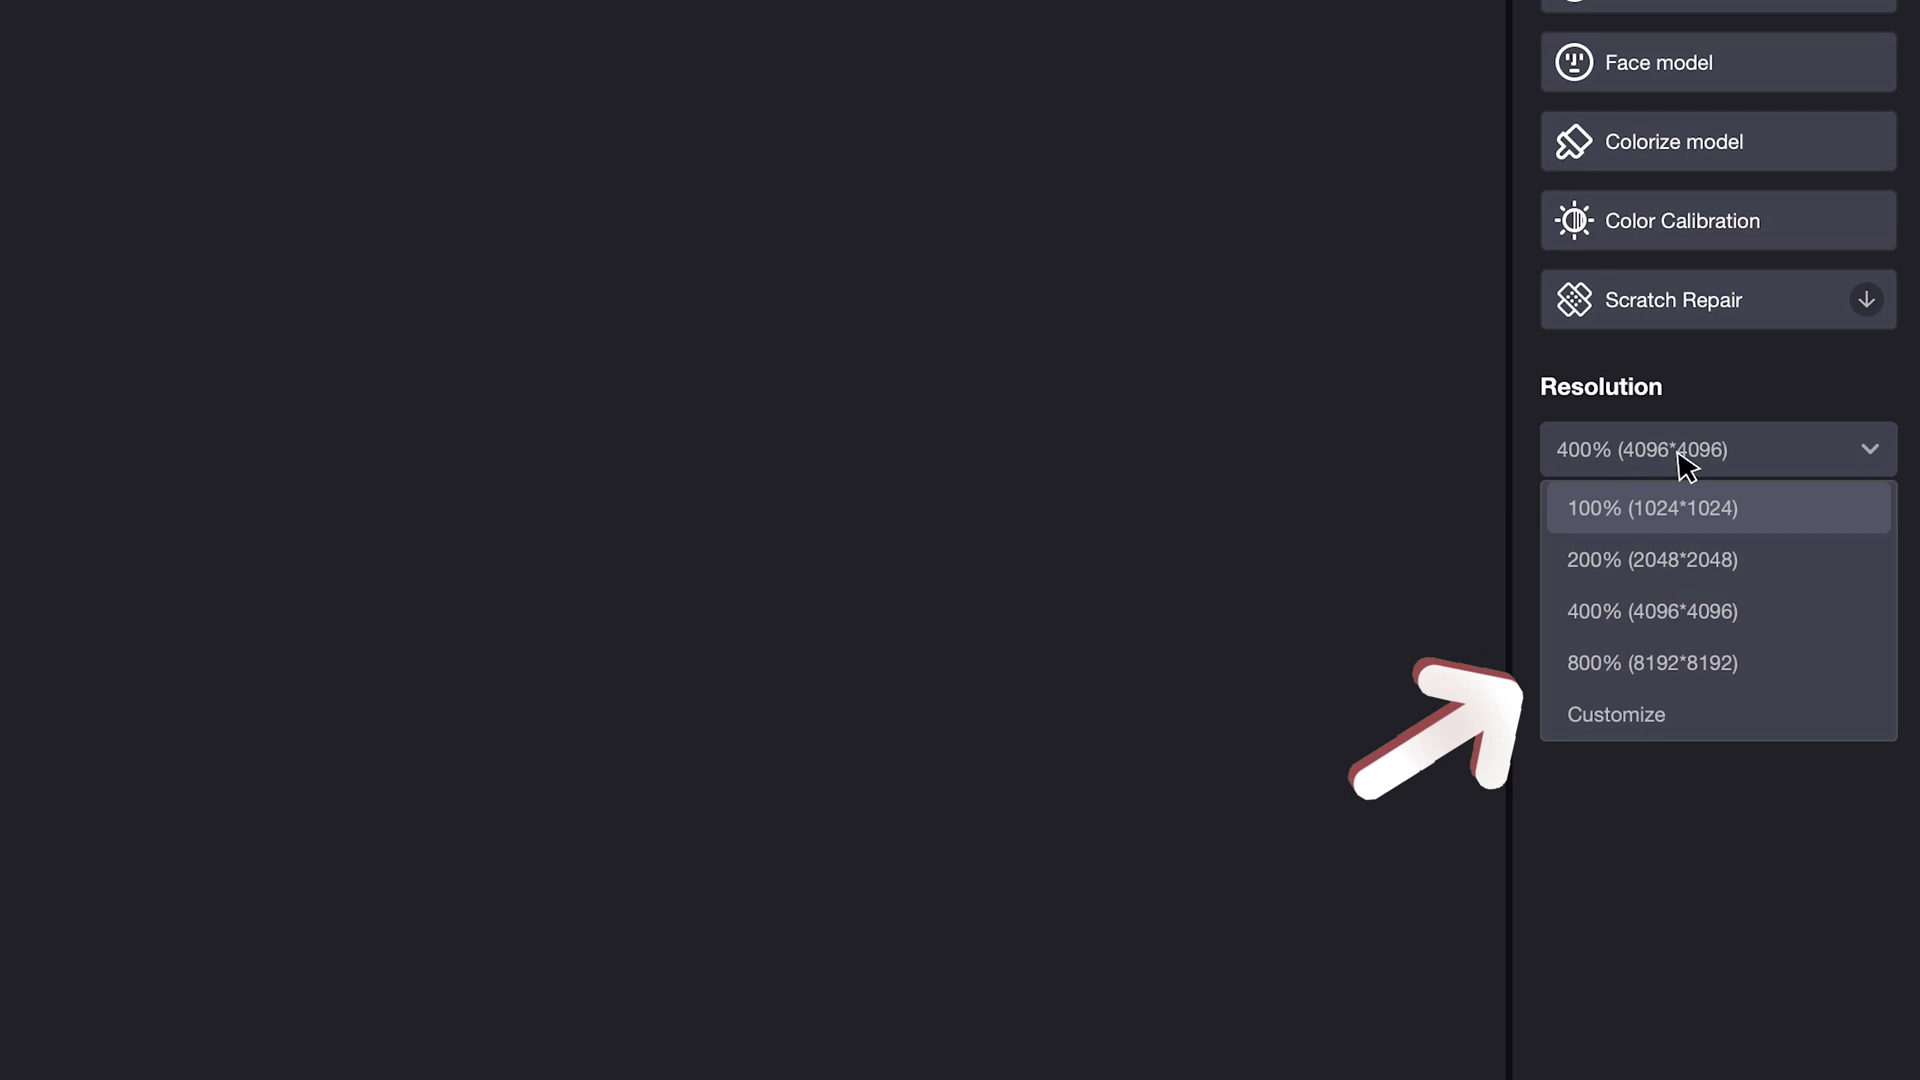 Face model
Colorize model
Color Calibration
Scratch Repair
Resolution
400% (4096*4096)
100% (1024*1024)
200% (2048*2048)
400% (4096*4096)
800% (8192*8192)
Customize